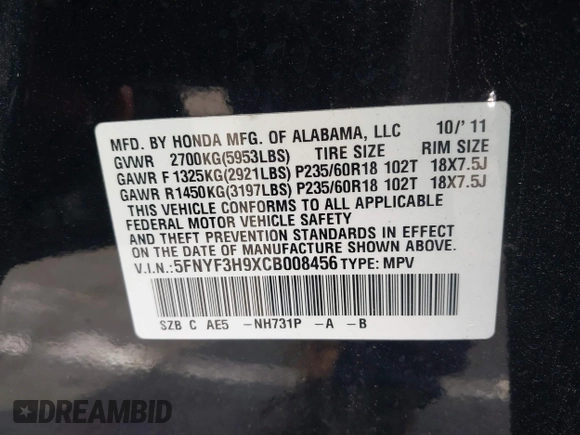 MFD. BY HONDA MFG. OF ALABAMA, LLC 10/'11
GVWR 2700KG(5953LBS) TIRE SIZE RIM SIZE
GAWR F 1325KG(2921LBS) P235/60R18 102T 18X7.5J
GAWR R1450KG(3197LBS) P235/60R18 102T 18X7.5J
THIS VEHICLE CONFORMS TO ALL APPLICABLE
FEDERAL MOTOR VEHICLE SAFETY
AND THEFT PREVENTION STANDARDS IN EFFECT
ON THE DATE OF MANUFACTURE SHOWN ABOVE.
V.I.N.:5FNYF3H9XCB008456 TYPE: MPV
SZB C AE5 -NH731P -A -B
DREAMBID